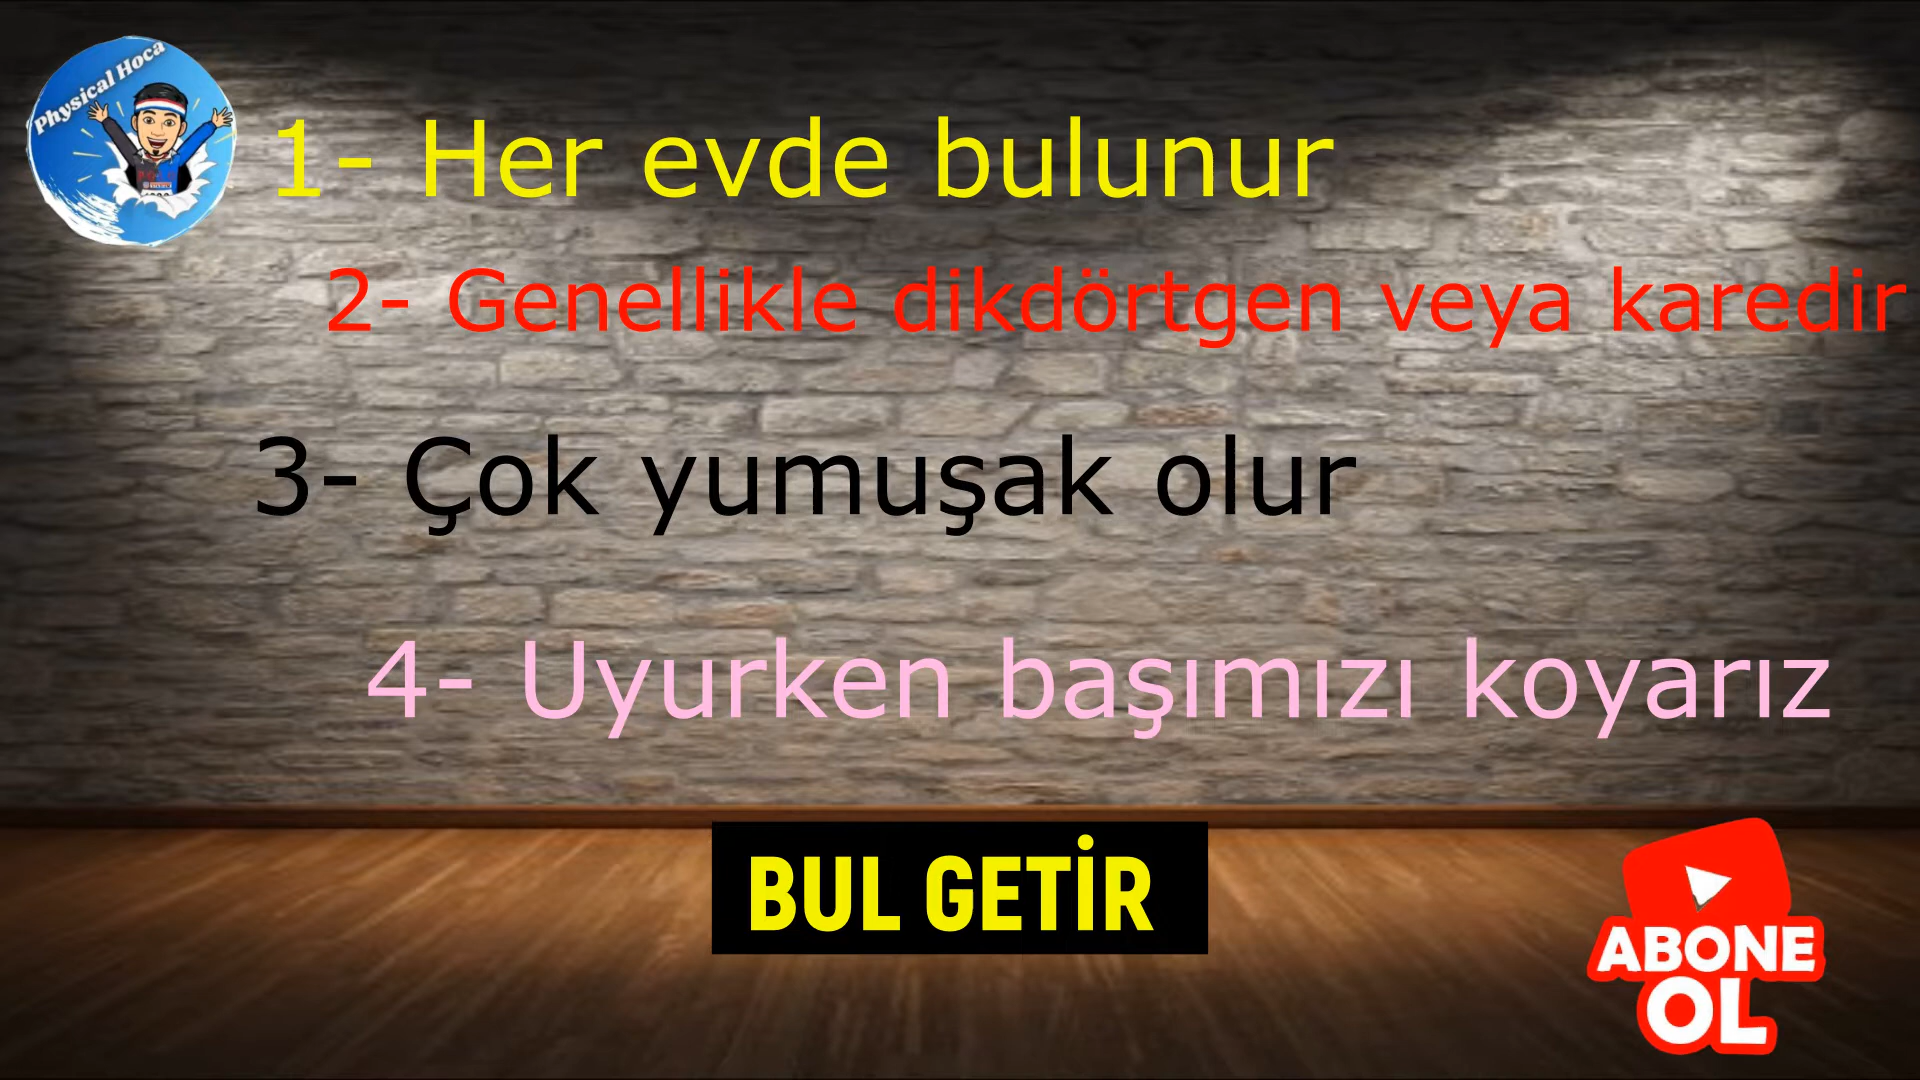 Physical Hoca
1- Her evde bulunur
2- Genellikle dikdörtgen veya karedir
3- Çok yumuşak olur
4- Uyurken başımızı koyarız
BUL GETİR
ABONE
OL